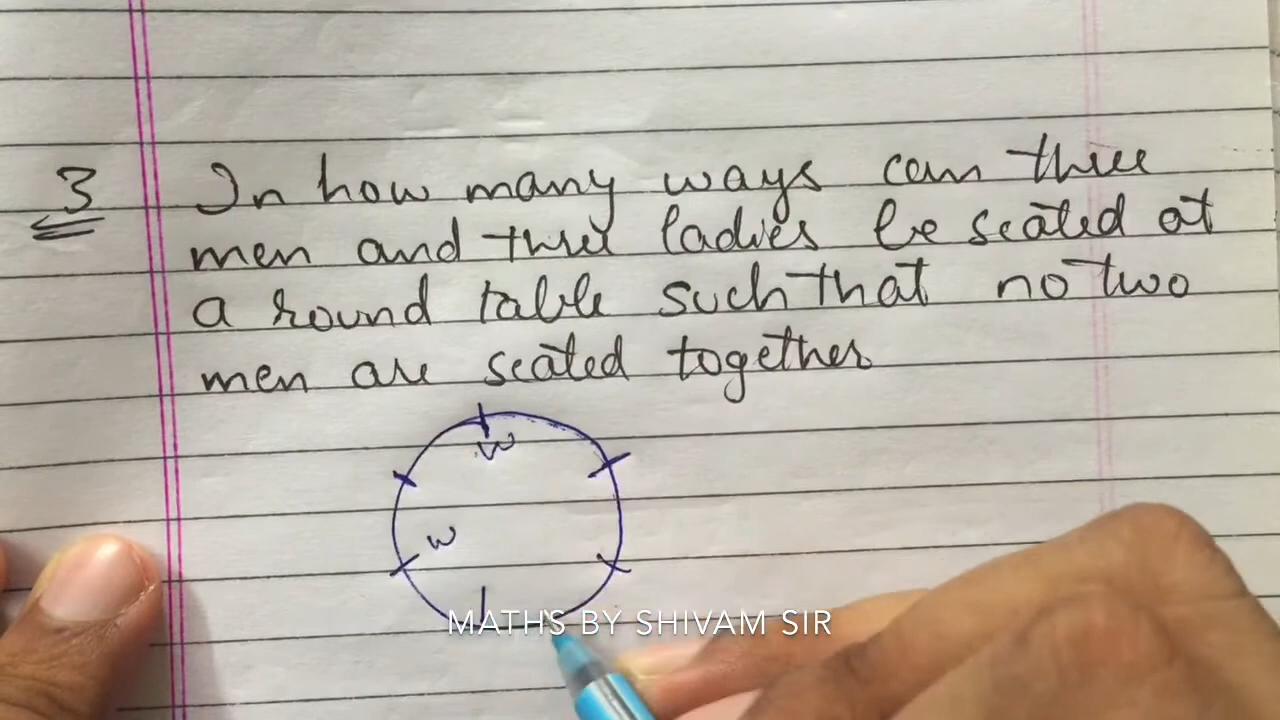 3 In how many ways can three
men and three ladies be seated at
a round table such that no two
men are seated together
W
W
MATHS BY SHIVAM SIR